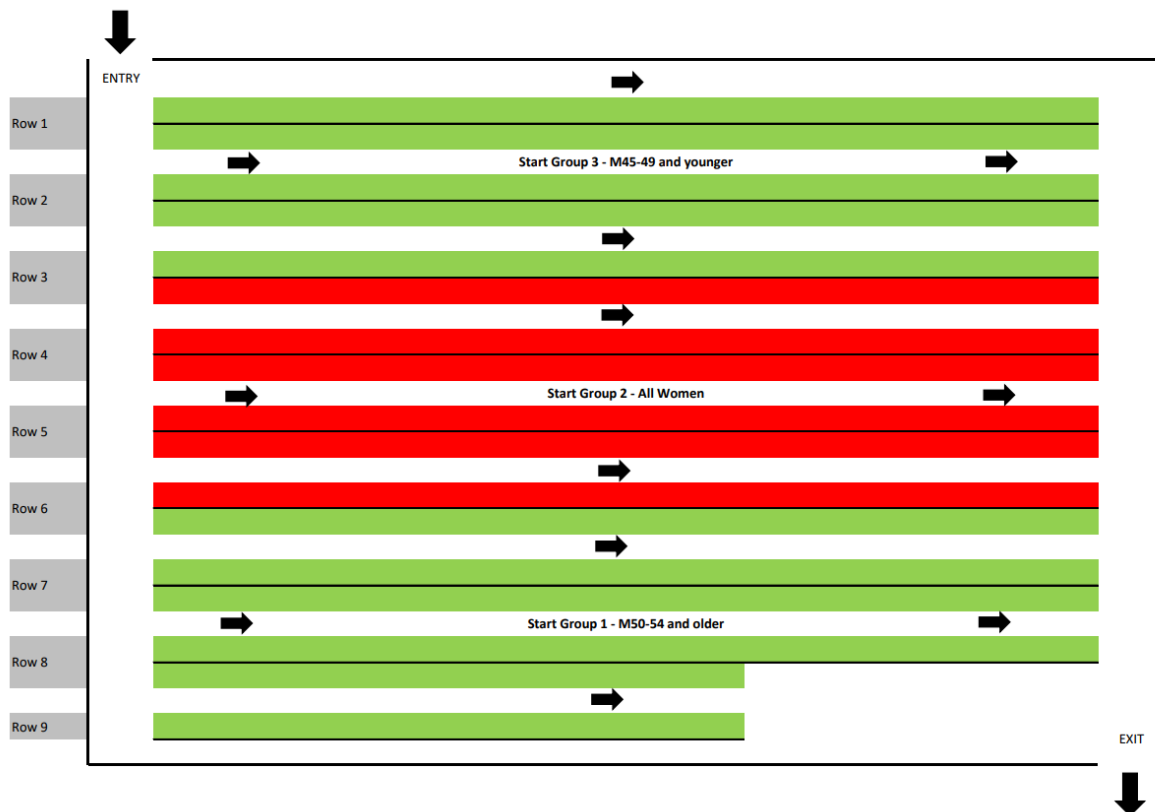 ENTRY
Row 1
Start Group 3 - M45-49 and younger
Row 2
Row 3
Row 4
Start Group 2 - All Women
Row 5
Row 6
Row 7
Start Group 1 - M50-54 and older
Row 8
Row 9
EXIT